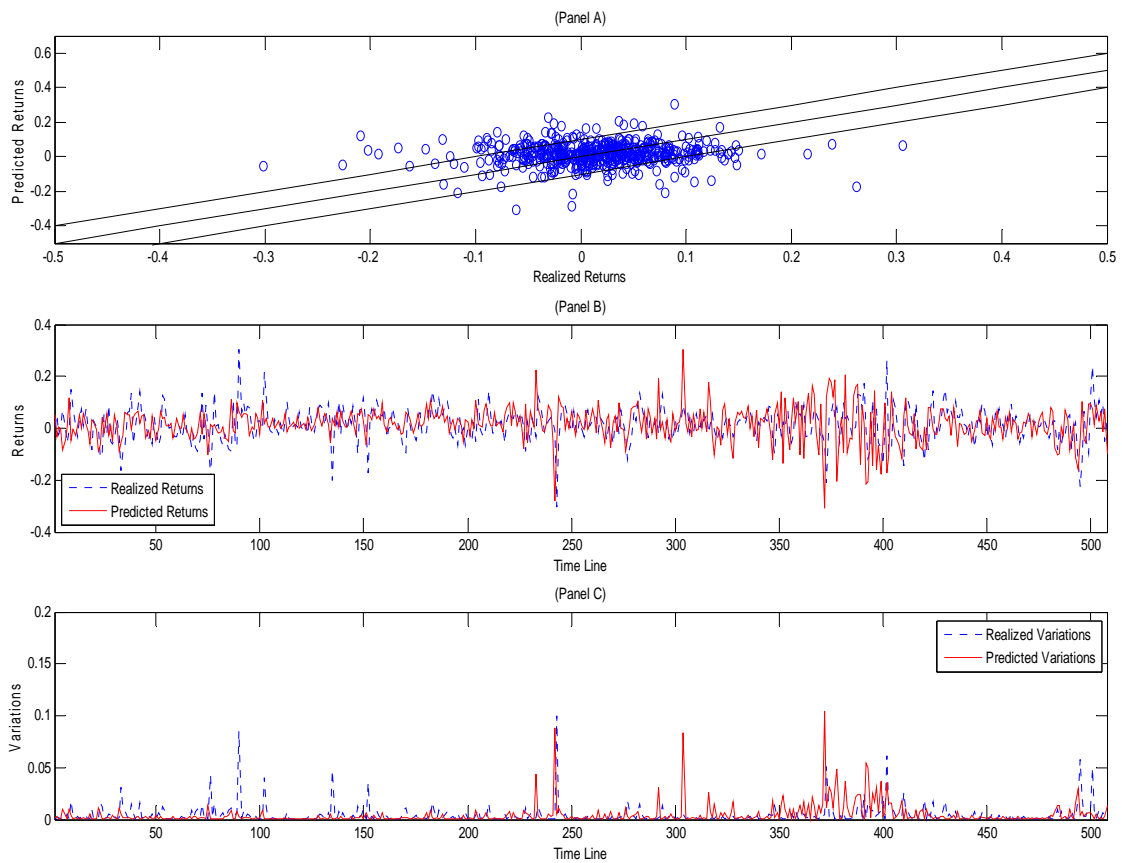 (Panel A)
0.6
0.4
0.2
0
-0.2
-0.4
Predicted Returns
-0.5 -0.4 -0.3 -0.2 -0.1 0 0.1 0.2 0.3 0.4 0.5
Realized Returns
(Panel B)
0.4
0.2
0
-0.2
-0.4
Returns
Realized Returns
Predicted Returns
50 100 150 200 250 300 350 400 450 500
Time Line
(Panel C)
0.2
0.15
0.1
0.05
0
Variations
Realized Variations
Predicted Variations
50 100 150 200 250 300 350 400 450 500
Time Line